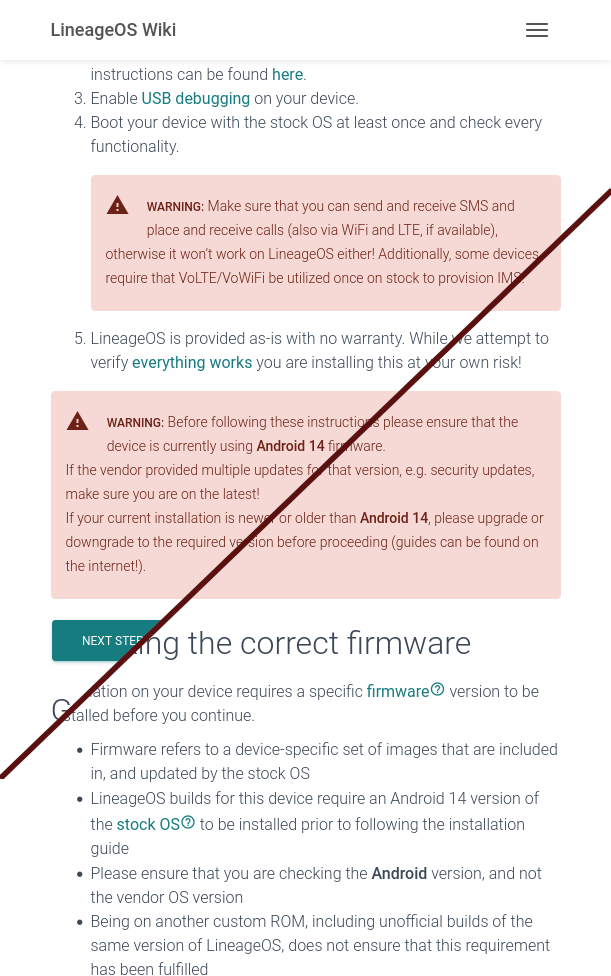 LineageOS Wiki
instructions can be found here.
3. Enable USB debugging on your device.
4. Boot your device with the stock OS at least once and check every
functionality.
WARNING: Make sure that you can send and receive SMS and
place and receive calls (also via WiFi and LTE, if available),
otherwise it won’t work on LineageOS either! Additionally, some devices
require that VoLTE/VoWiFi be utilized once on stock to provision IMS.
5. LineageOS is provided as-is with no warranty. While we attempt to
verify everything works you are installing this at your own risk!
WARNING: Before following these instructions please ensure that the
device is currently using Android 14 firmware.
If the vendor provided multiple updates for that version, e.g. security updates,
make sure you are on the latest!
If your current installation is newer or older than Android 14, please upgrade or
downgrade to the required version before proceeding (guides can be found on
the internet!).
NEXT STEP
the correct firmware
on your device requires a specific firmware version to be
before you continue.
• Firmware refers to a device-specific set of images that are included
in, and updated by the stock OS
• LineageOS builds for this device require an Android 14 version of
the stock OS to be installed prior to following the installation
guide
• Please ensure that you are checking the Android version, and not
the vendor OS version
• Being on another custom ROM, including unofficial builds of the
same version of LineageOS, does not ensure that this requirement
has been fulfilled